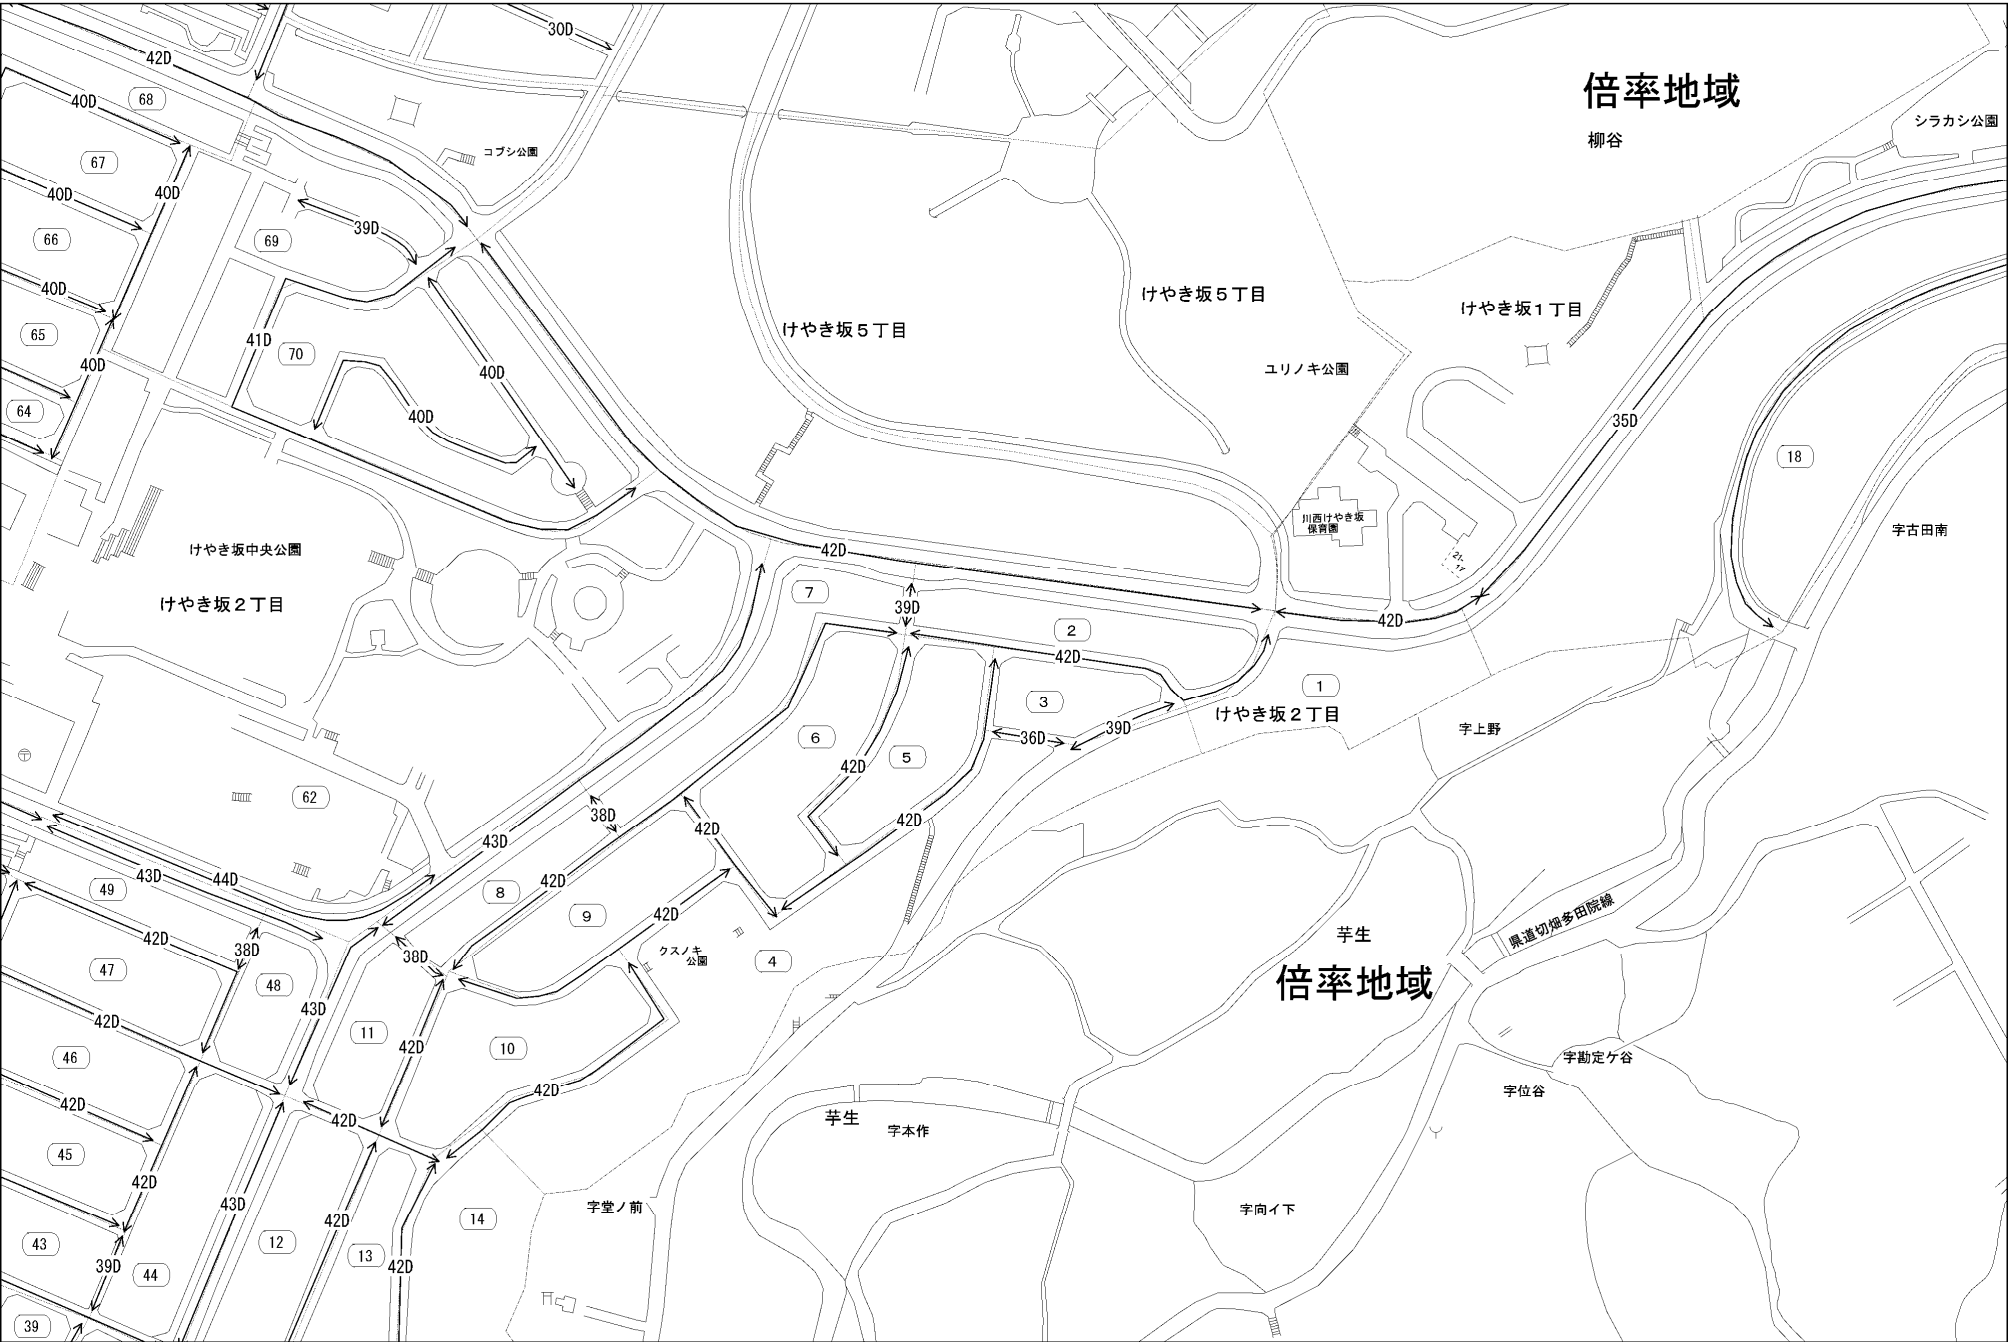 30D
42D
倍率地域
40D
68
シラカシ公園
柳谷
コブシ公園
67
40D
40D
39D
66
69
40D
けやき坂5丁目
けやき坂1丁目
けやき坂5丁目
65
41D
70
40D
40D
ユリノキ公園
64
40D
35D
18
川西けやき坂
保育園
字古田南
けやき坂中央公園
42D
21-
17
7
けやき坂2丁目
39D
42D
2
42D
1
3
けやき坂2丁目
字上野
39D
36D
6
5
42D
62
38D
42D
42D
43D
43D
44D
49
8
42D
9
42D
県道切畑多田院線
芋生
42D
38D
38D
クスノキ
公園
4
47
48
倍率地域
43D
42D
11
42D
10
46
字勘定ケ谷
42D
字位谷
42D
42D
芋生
字本作
45
42D
43D
字堂ノ前
字向イ下
14
42D
12
43
13
39D
44
42D
39